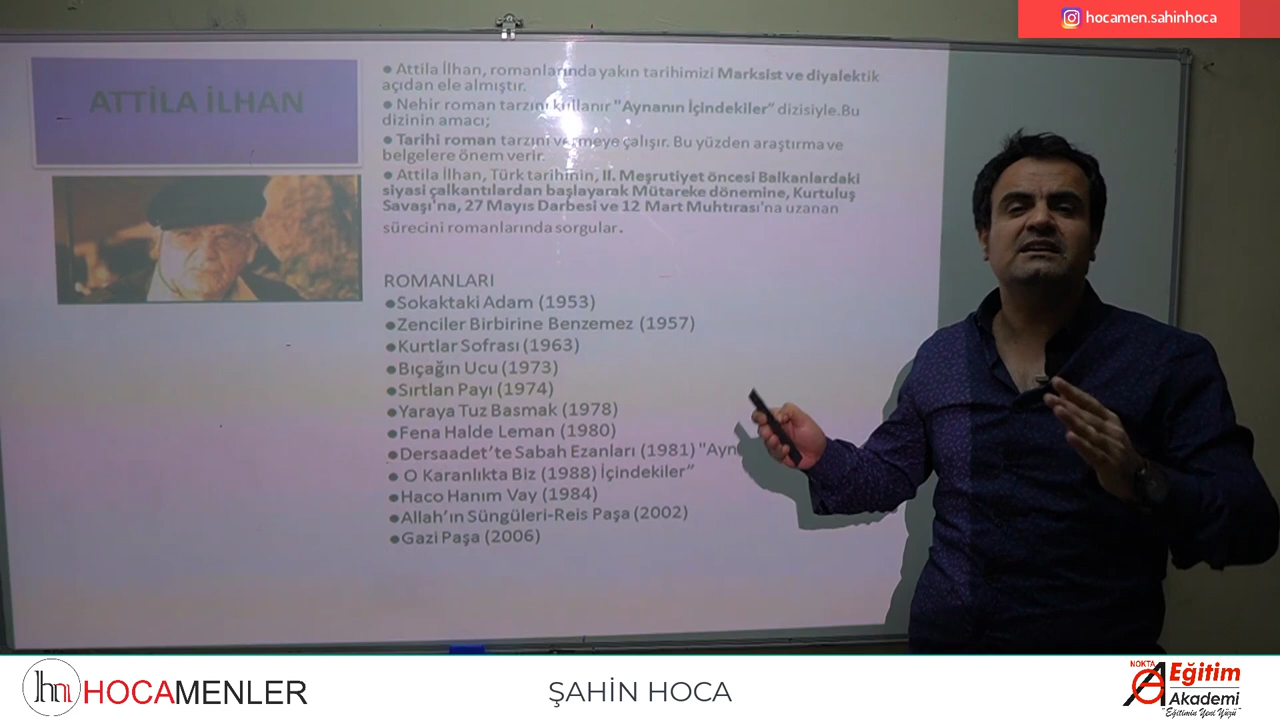 hocamen.sahinhoca
ATTİLA İLHAN
● Attila İlhan, romanlarında yakın tarihimizi Marksist ve diyalektik
açıdan ele almıştır.
● Nehir roman tarzını kullanır "Aynanın İçindekiler" dizisiyle.Bu
dizinin amacı;
● Tarihi roman tarzını vermeye çalışır. Bu yüzden araştırma ve
belgelere önem verir.
● Attila İlhan, Türk tarihinin, II. Meşrutiyet öncesi Balkanlardaki
siyasi çalkantılardan başlayarak Mütareke dönemine, Kurtuluş
Savaşı'na, 27 Mayıs Darbesi ve 12 Mart Muhtırası'na uzanan
sürecini romanlarında sorgular.
ROMANLARI
●Sokaktaki Adam (1953)
●Zenciler Birbirine Benzemez (1957)
●Kurtlar Sofrası (1963)
●Bıçağın Ucu (1973)
●Sırtlan Payı (1974)
●Yaraya Tuz Basmak (1978)
●Fena Halde Leman (1980)
●Dersaadet'te Sabah Ezanları (1981) "Ayn
● O Karanlıkta Biz (1988) İçindekiler"
●Haco Hanım Vay (1984)
●Allah'ın Süngüleri-Reis Paşa (2002)
●Gazi Paşa (2006)
hm HOCAMENLER
ŞAHİN HOCA
NOKTA
Eğitim
Akademi
"Eğitimin Yeni Yüzü"